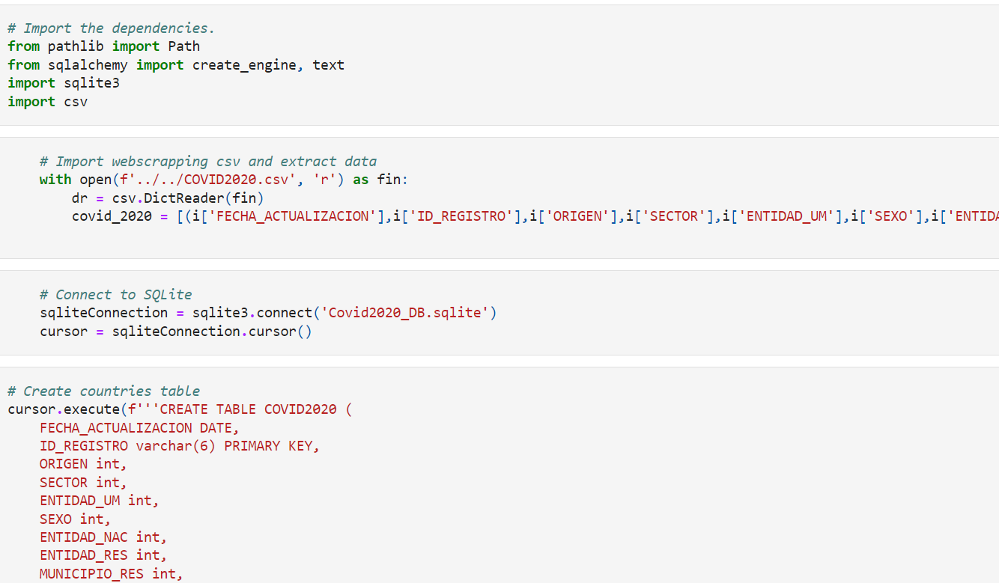 # Import the dependencies.
from pathlib import Path
from sqlalchemy import create_engine, text
import sqlite3
import csv
# Import webscrapping csv and extract data
with open(f'../../COVID2020.csv', 'r') as fin:
dr = csv.DictReader(fin)
covid_2020 = [(i['FECHA_ACTUALIZACION'],i['ID_REGISTRO'],i['ORIGEN'],i['SECTOR'],i['ENTIDAD_UM'],i['SEXO'],i['ENTIDA
# Connect to SQLite
sqliteConnection = sqlite3.connect('Covid2020_DB.sqlite')
cursor = sqliteConnection.cursor()
# Create countries table
cursor.execute(f'''CREATE TABLE COVID2020 (
FECHA_ACTUALIZACION DATE,
ID_REGISTRO varchar(6) PRIMARY KEY,
ORIGEN int,
SECTOR int,
ENTIDAD_UM int,
SEXO int,
ENTIDAD_NAC int,
ENTIDAD_RES int,
MUNICIPIO_RES int,